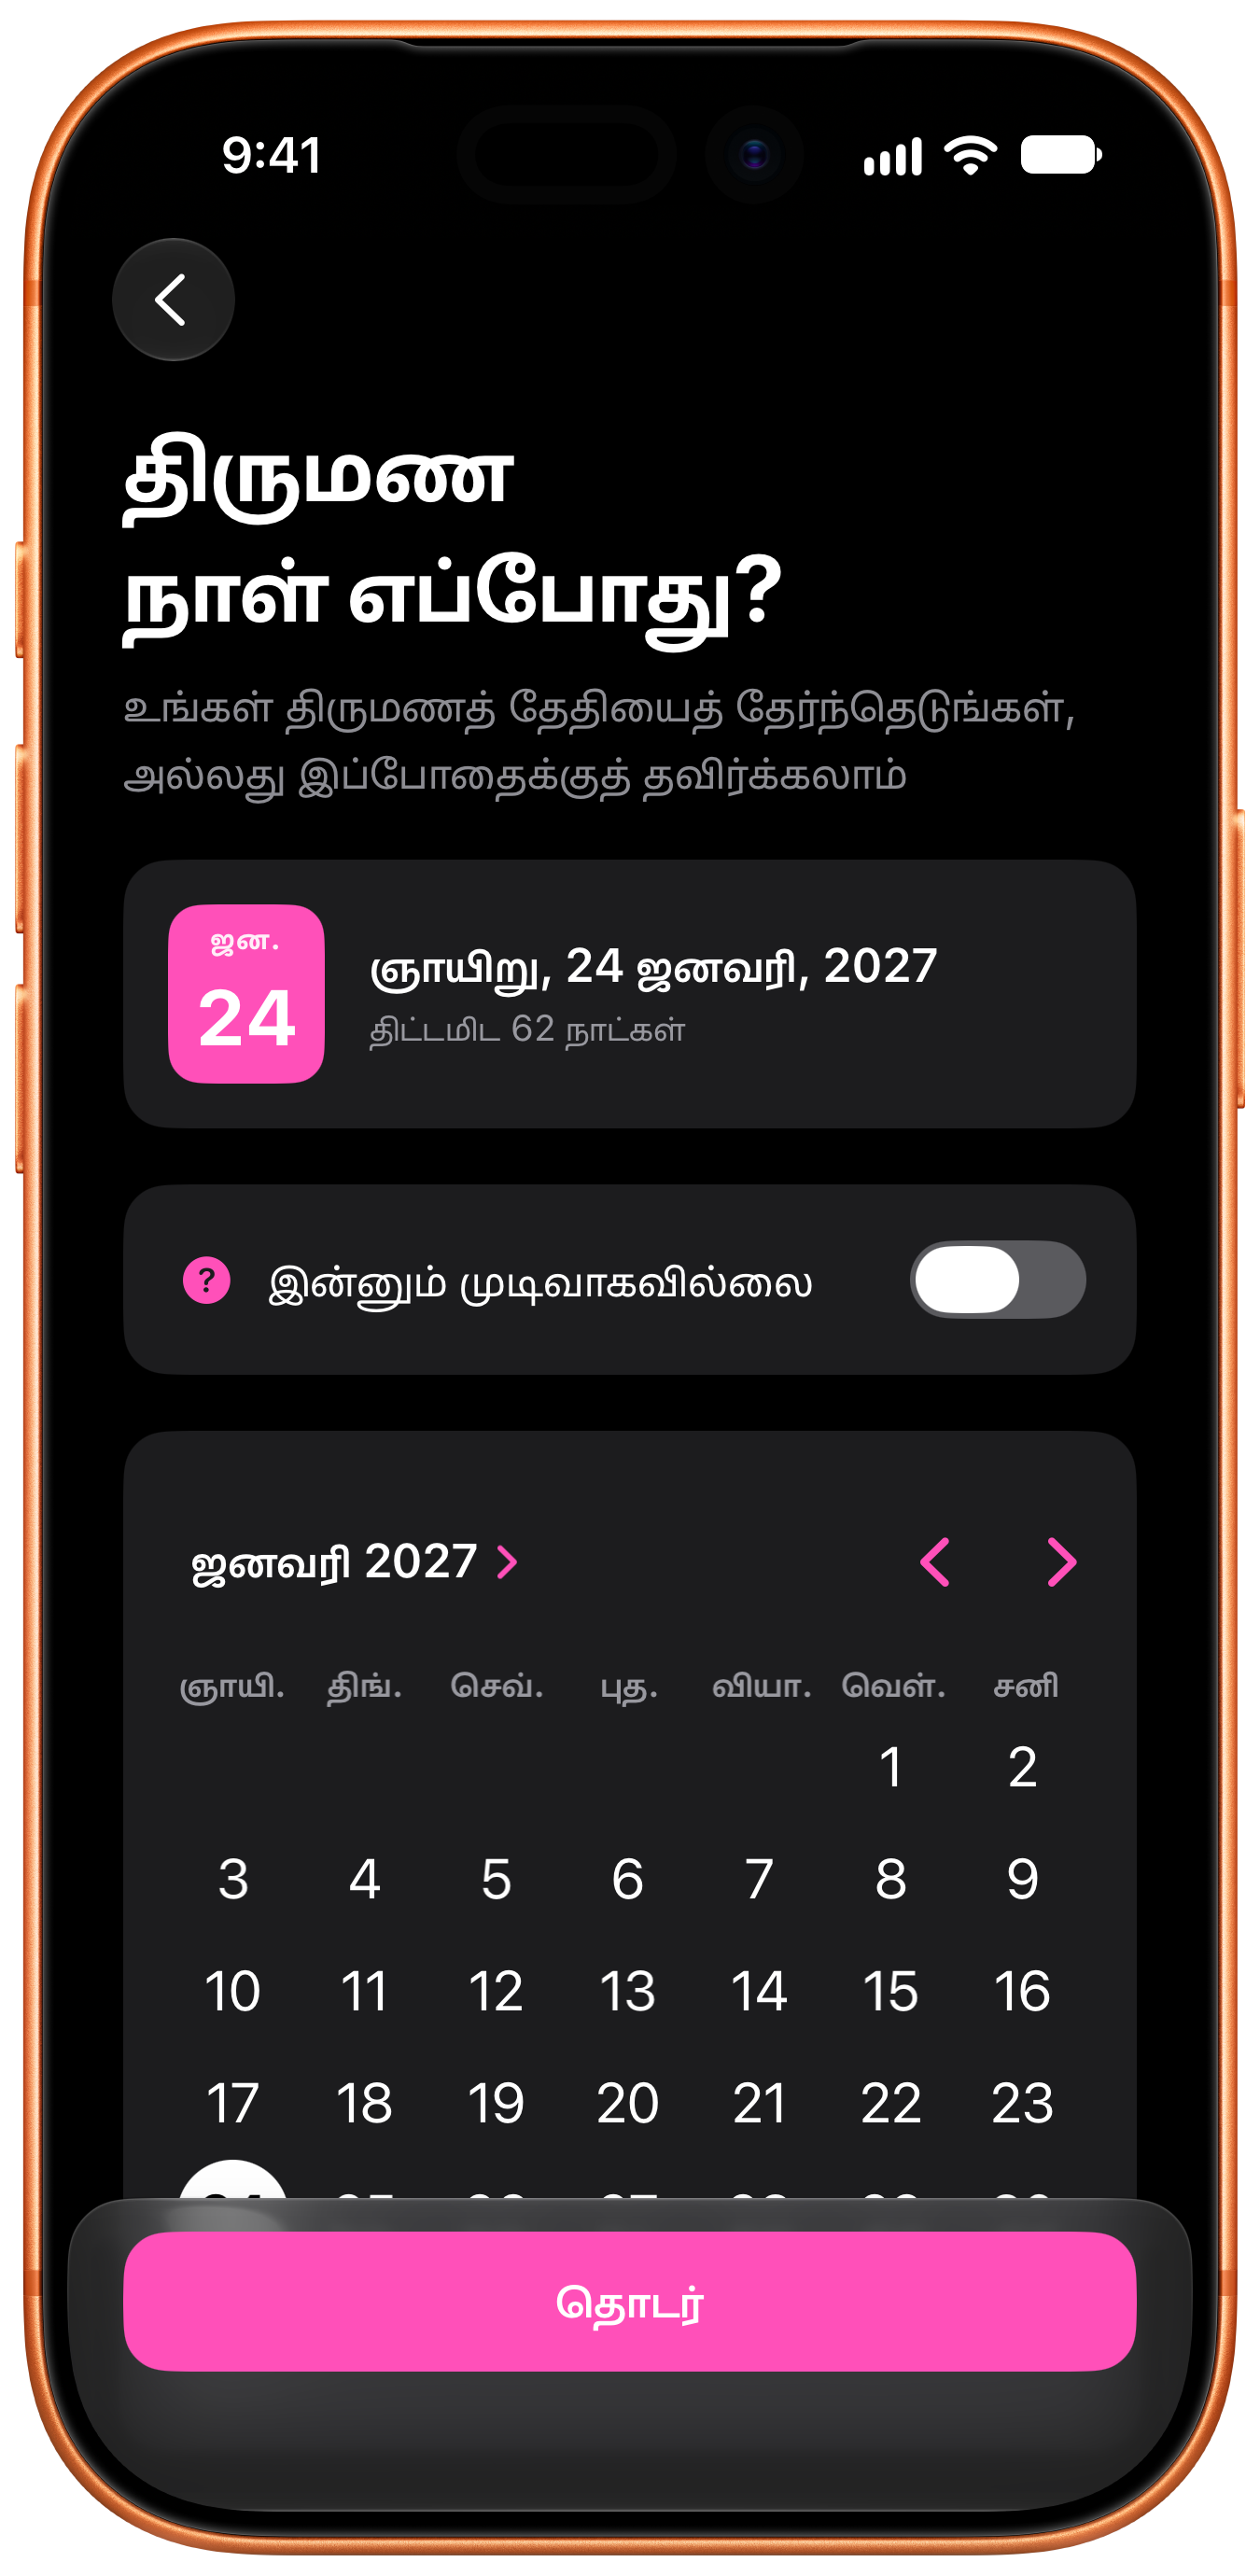 9:41
திருமண
நாள் எப்போது?
உங்கள் திருமணத் தேதியைத் தேர்ந்தெடுங்கள்,
அல்லது இப்போதைக்குத் தவிர்க்கலாம்
ஜன.
24
ஞாயிறு, 24 ஜனவரி, 2027
திட்டமிட 62 நாட்கள்
? இன்னும் முடிவாகவில்லை
ஜனவரி 2027
ஞாயி. திங். செவ். புத. வியா. வெள். சனி
1 2
3 4 5 6 7 8 9
10 11 12 13 14 15 16
17 18 19 20 21 22 23
தொடர்